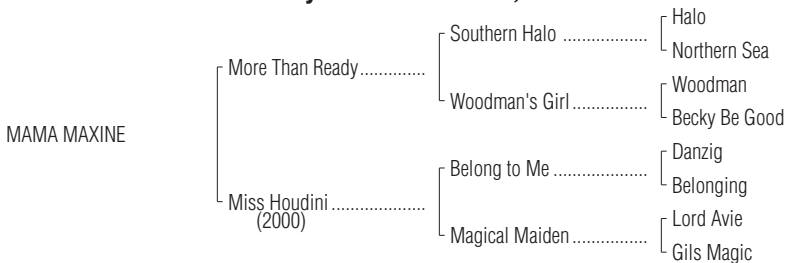 Halo
Southern Halo ..................
Northern Sea
More Than Ready..............
Woodman
Woodman's Girl................
Becky Be Good
MAMA MAXINE
Danzig
Belong to Me ....................
Belonging
Miss Houdini ....................
(2000)
Lord Avie
Magical Maiden................
Gils Magic